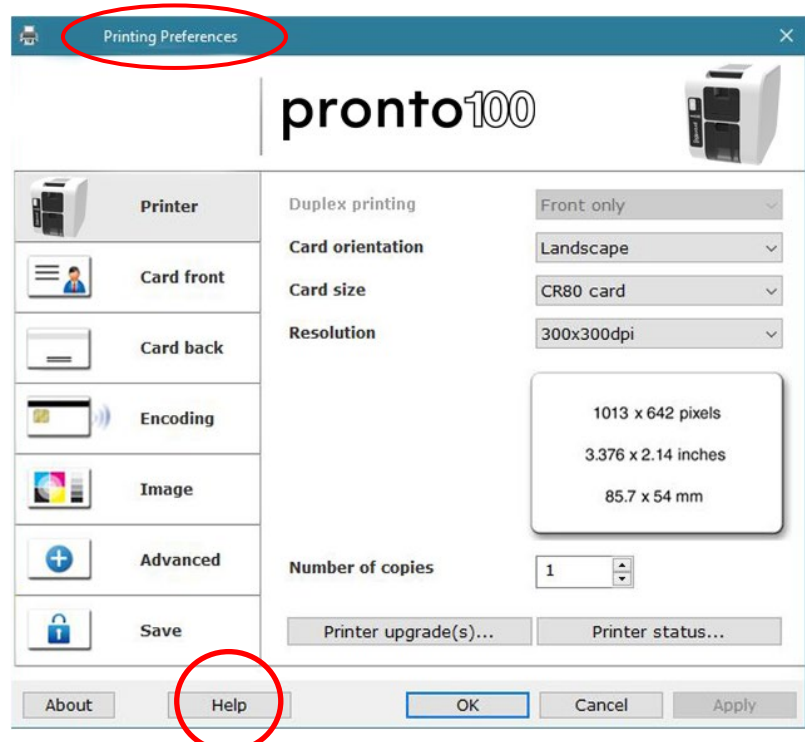 Printing Preferences
pronto100
Printer
Duplex printing
Front only
Card orientation
Landscape
Card front
Card size
CR80 card
Resolution
300x300dpi
Card back
1013 x 642 pixels
Encoding
3.376 x 2.14 inches
85.7 x 54 mm
Image
Advanced
Number of copies
1
Save
Printer upgrade(s)...
Printer status...
About
Help
OK
Cancel
Apply